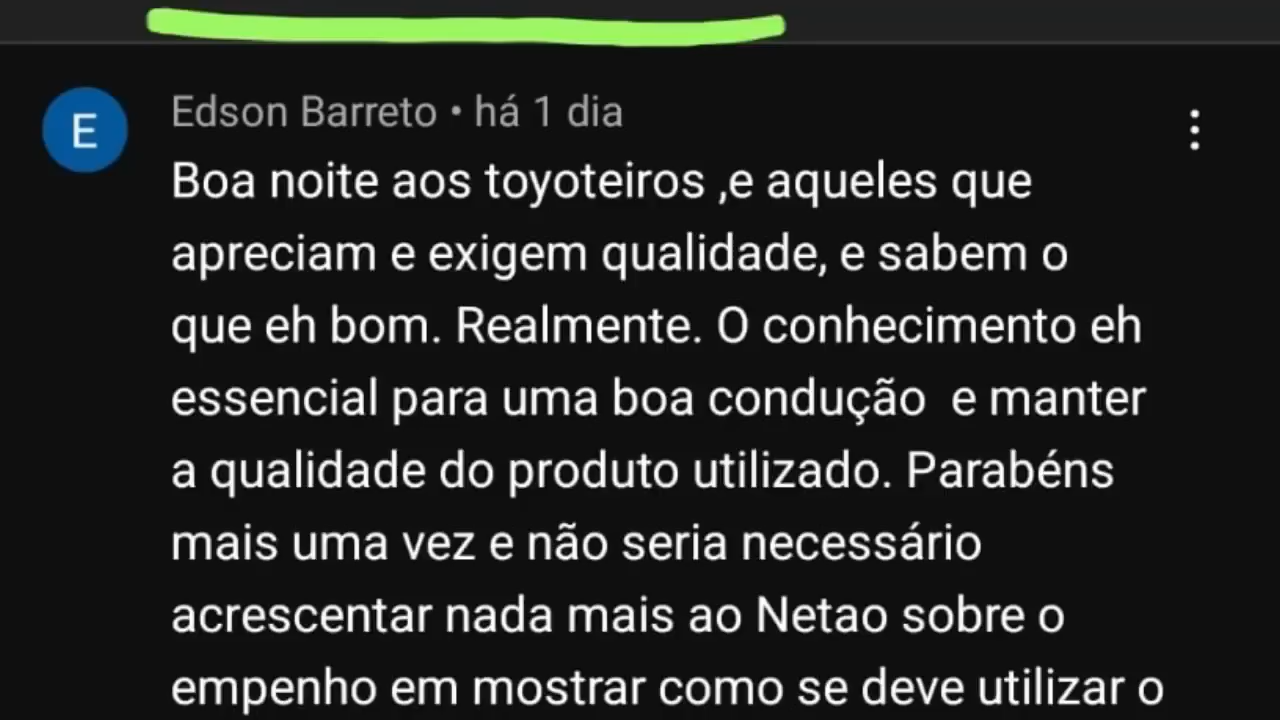 E
Edson Barreto • há 1 dia
Boa noite aos toyoteiros ,e aqueles que
apreciam e exigem qualidade, e sabem o
que eh bom. Realmente. O conhecimento eh
essencial para uma boa condução  e manter
a qualidade do produto utilizado. Parabéns
mais uma vez e não seria necessário
acrescentar nada mais ao Netao sobre o
empenho em mostrar como se deve utilizar o